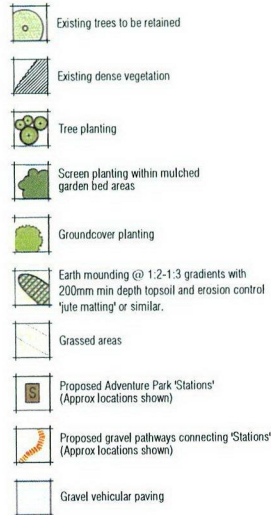 Existing trees to be retained
Existing dense vegetation
Tree planting
Screen planting within mulched
garden bed areas
Groundcover planting
Earth mounding @ 1:2-1:3 gradients with
200mm min depth topsoil and erosion control
'jute matting' or similar.
Grassed areas
S
Proposed Adventure Park 'Stations'
(Approx locations shown)
Proposed gravel pathways connecting 'Stations'
(Approx locations shown)
Gravel vehicular paving